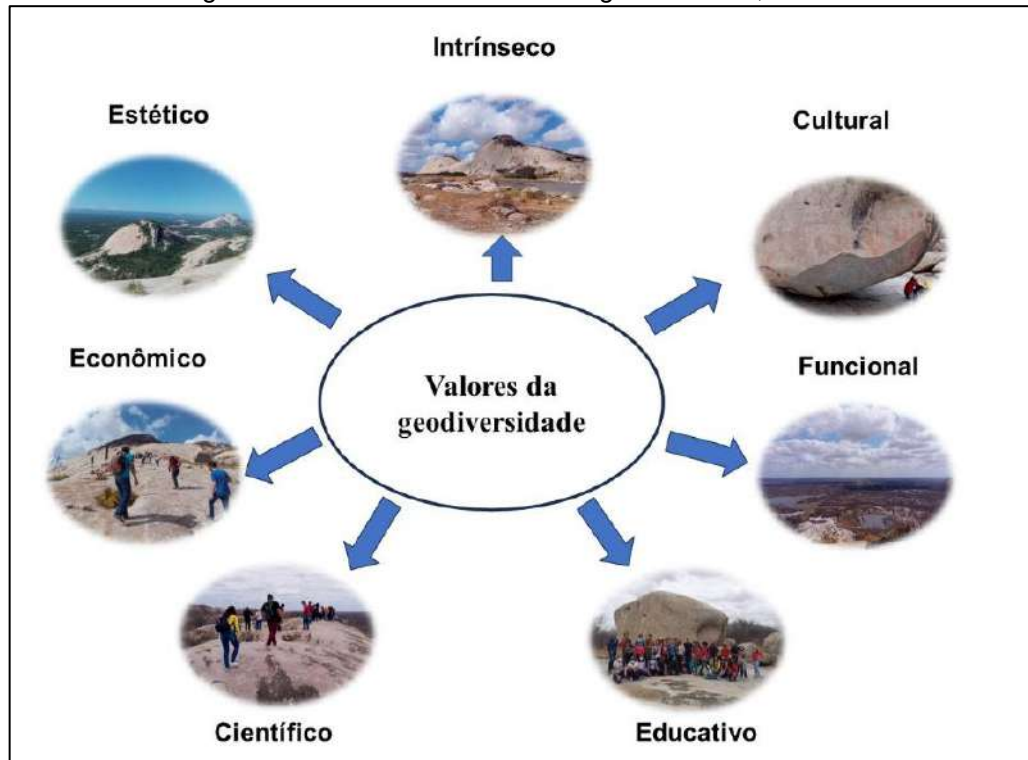 Intrínseco
Estético
Cultural
Econômico
Funcional
Valores da
geodiversidade
Científico
Educativo